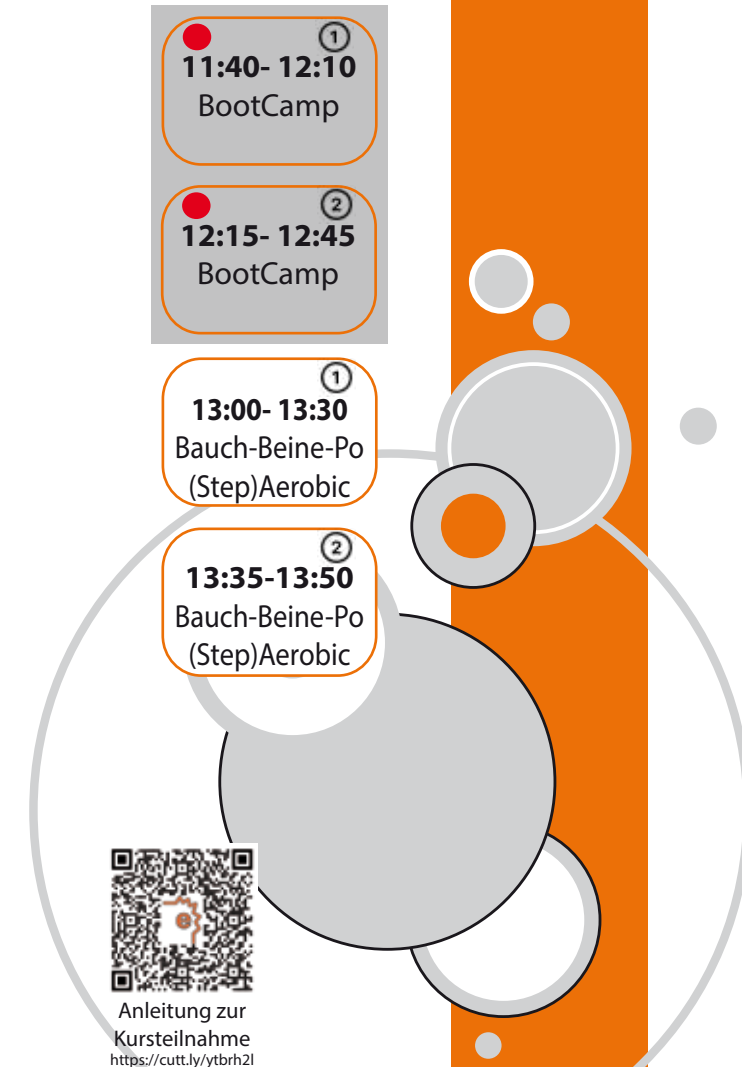 ①
11:40- 12:10
BootCamp
②
12:15- 12:45
BootCamp
①
13:00- 13:30
Bauch-Beine-Po
(Step)Aerobic
②
13:35-13:50
Bauch-Beine-Po
(Step)Aerobic
e
Anleitung zur
Kursteilnahme
https://cutt.ly/ytbrh2l